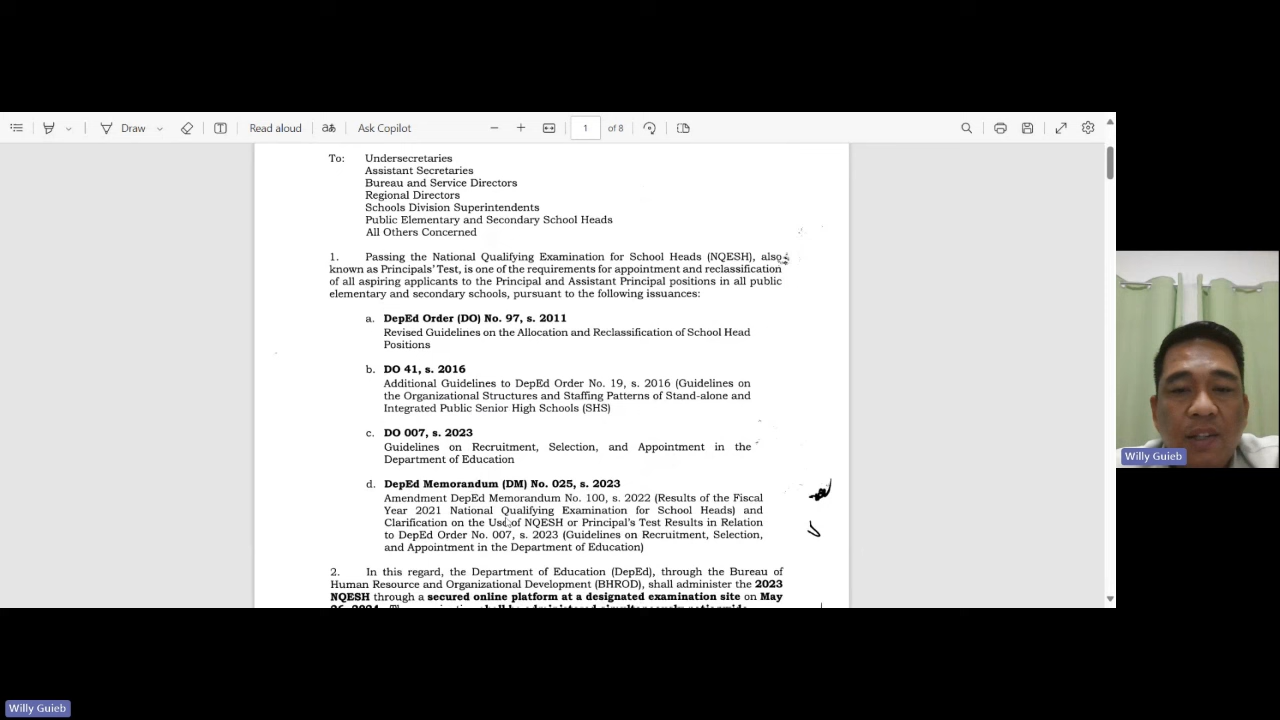 Draw
Read aloud
Ask Copilot
1
of 8
To: Undersecretaries
Assistant Secretaries
Bureau and Service Directors
Regional Directors
Schools Division Superintendents
Public Elementary and Secondary School Heads
All Others Concerned
1. Passing the National Qualifying Examination for School Heads (NQESH), also
known as Principals' Test, is one of the requirements for appointment and reclassification
of all aspiring applicants to the Principal and Assistant Principal positions in all public
elementary and secondary schools, pursuant to the following issuances:
a. DepEd Order (DO) No. 97, s. 2011
Revised Guidelines on the Allocation and Reclassification of School Head
Positions
b. DO 41, s. 2016
Additional Guidelines to DepEd Order No. 19, s. 2016 (Guidelines on
the Organizational Structures and Staffing Patterns of Stand-alone and
Integrated Public Senior High Schools (SHS)
c. DO 007, s. 2023
Guidelines on Recruitment, Selection, and Appointment in the
Department of Education
d. DepEd Memorandum (DM) No. 025, s. 2023
Amendment DepEd Memorandum No. 100, s. 2022 (Results of the Fiscal
Year 2021 National Qualifying Examination for School Heads) and
Clarification on the Use of NQESH or Principal's Test Results in Relation
to DepEd Order No. 007, s. 2023 (Guidelines on Recruitment, Selection,
and Appointment in the Department of Education)
2. In this regard, the Department of Education (DepEd), through the Bureau of
Human Resource and Organizational Development (BHROD), shall administer the 2023
NQESH through a secured online platform at a designated examination site on May
26, 2024. The examination shall be administered simultaneously nationwide
Willy Guieb
Willy Guieb